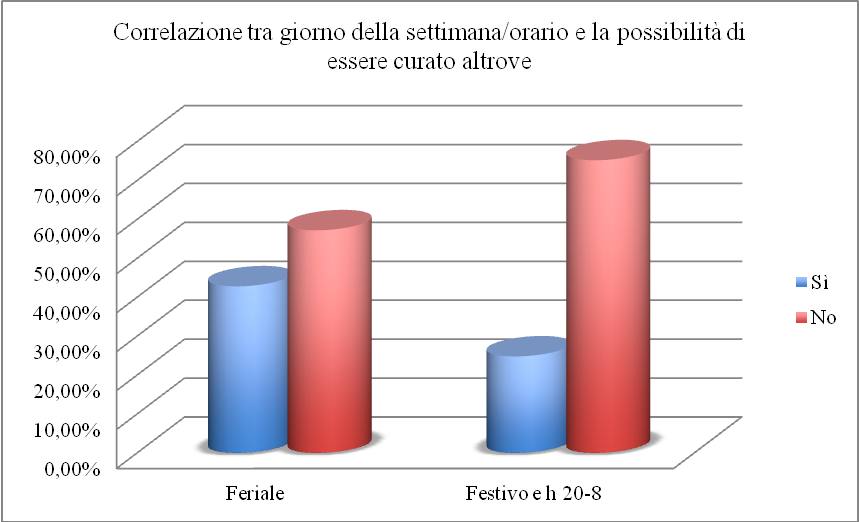 Correlazione tra giorno della settimana/orario e la possibilità di
essere curato altrove
80,00%
70,00%
60,00%
50,00%
40,00%
30,00%
20,00%
10,00%
0,00%
Feriale
Festivo e h 20-8
Sì
No